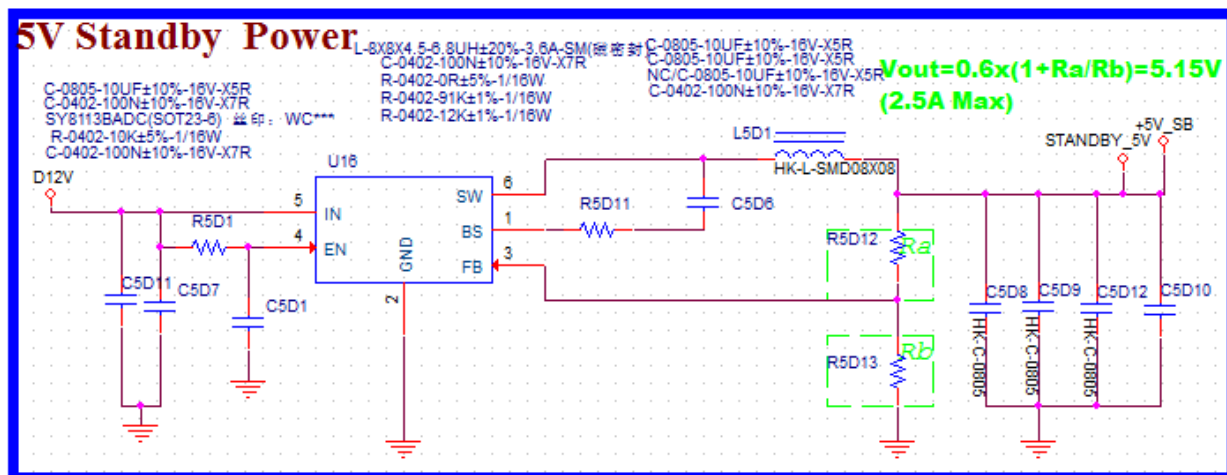 5V Standby Power
C-0805-10UF±10%-16V-X5R
C-0402-100N±10%-16V-X7R
SY8113BADC(SOT23-6) 丝印: WC***
R-0402-10K±5%-1/16W
C-0402-100N±10%-16V-X7R
L-8X8X4.5-6.8UH±20%-3.6A-SM(
C-0402-100N±10%-16V-X7R
R-0402-0R±5%-1/16W
R-0402-91K±1%-1/16W
R-0402-12K±1%-1/16W
C-0805-10UF±10%-16V-X5R
C-0805-10UF±10%-16V-X5R
NC/C-0805-10UF±10%-16V-X5R
C-0402-100N±10%-16V-X7R
Vout=0.6x(1+Ra/Rb)=5.15V
(2.5A Max)
+5V_SB
STANDBY_5V
L5D1
HK-L-SMD08X08
D12V
U16
5
IN
4
EN
GND
2
SW
6
BS
1
FB
3
R5D1
C5D11
C5D7
C5D1
R5D11
C5D6
R5D12
Ra
R5D13
Rb
C5D8
HK-C-0805
C5D9
HK-C-0805
C5D12
HK-C-0805
C5D10